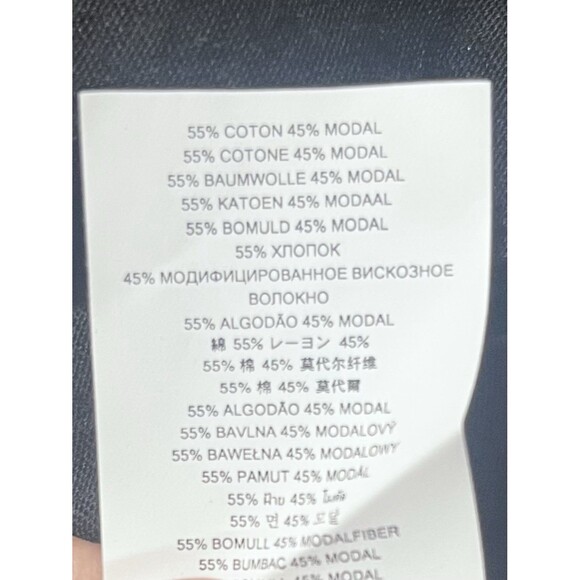 55% COTON 45% MODAL
55% COTONE 45% MODAL
55% BAUMWOLLE 45% MODAL
55% KATOEN 45% MODAAL
55% BOMULD 45% MODAL
55% ХЛОПОК
45% МОДИФИЦИРОВАННОЕ ВИСКОЗНОЕ
ВОЛОКНО
55% ALGODÃO 45% MODAL
綿 55% レーヨン 45%
55% 棉 45% 莫代尔纤维
55% 棉 45% 莫代爾
55% ALGODÃO 45% MODAL
55% BAVLNA 45% MODALOVÝ
55% BAWEŁNA 45% MODALOWY
55% PAMUT 45% MODÁL
55% ฝ้าย 45% โมดัล
55% 면 45% 모달
55% BOMULL 45% MODALFIBER
55% BUMBAC 45% MODAL
45% MODAL